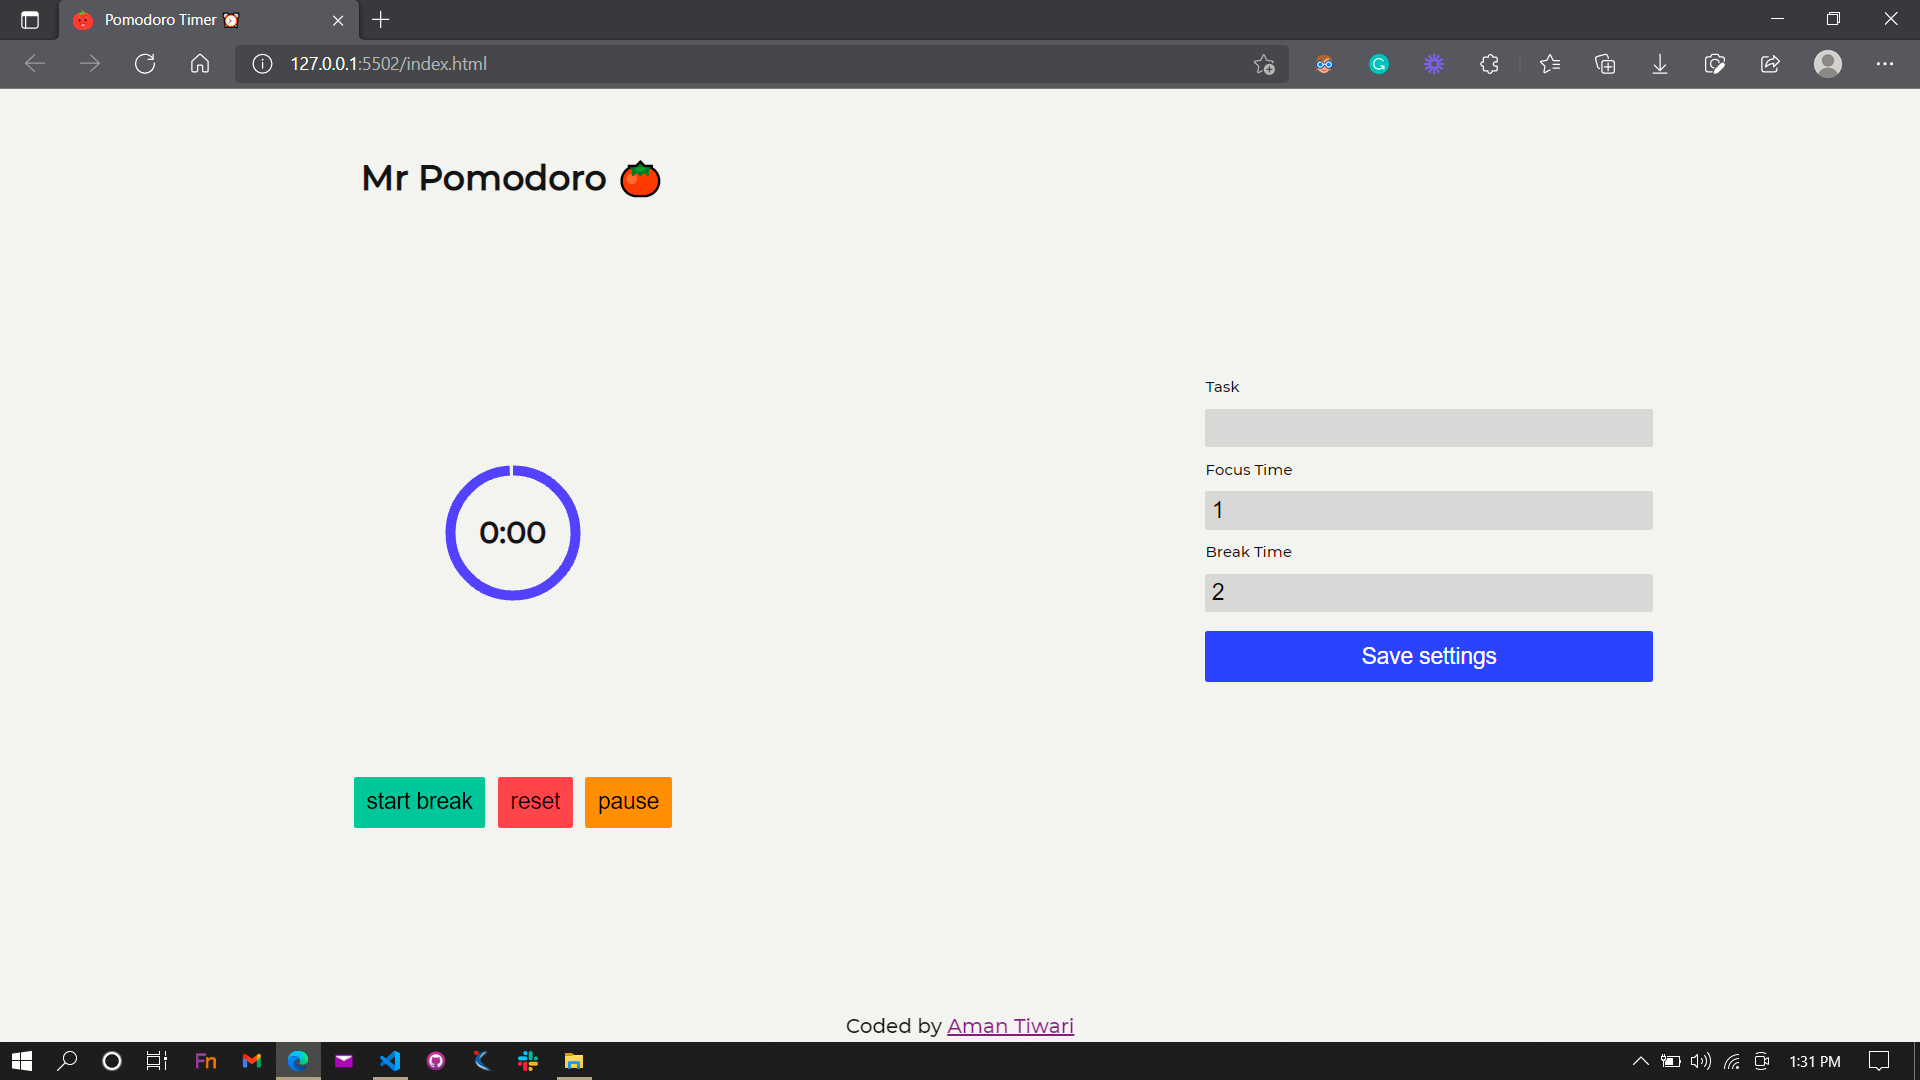 Pomodoro Timer
127.0.0.1:5502/index.html
Mr Pomodoro
Task
Focus Time
1
Break Time
2
Save settings
0:00
start break
reset
pause
Coded by Aman Tiwari
Fn
1:31 PM